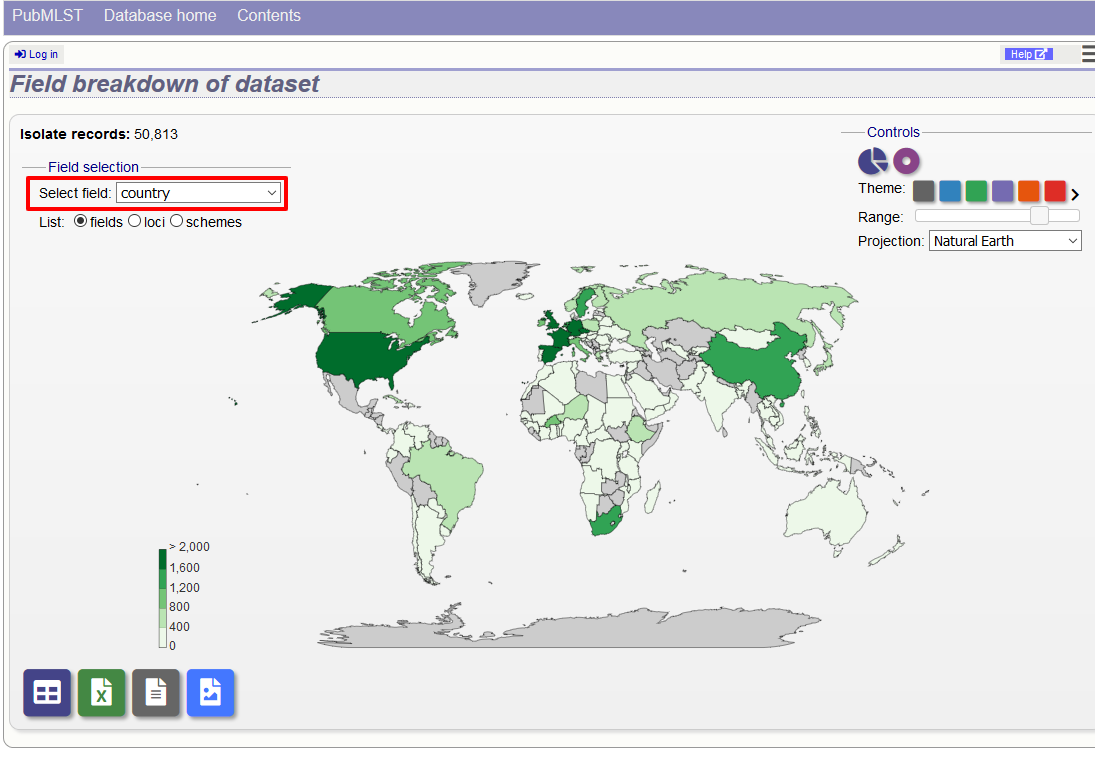 PubMLST Database home Contents
Log in Help
Field breakdown of dataset
Isolate records: 50,813
Controls
Field selection
Select field: country
Theme:
List: fields loci schemes
Range:
Projection: Natural Earth
> 2,000
1,600
1,200
800
400
0
X